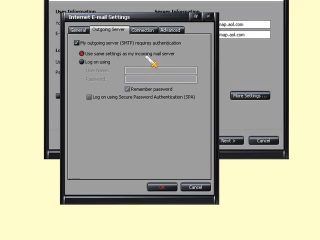 User Information
Server Information
Internet E-mail Settings
General
Outgoing Server
Connection
Advanced
map.aol.com
map.aol.com
My outgoing server (SMTP) requires authentication
Use same settings as my incoming mail server
Log on using
User name:
Password:
Remember password
Log on using Secure Password Authentication (SPA)
More Settings ...
Next >
Cancel
OK
Cancel